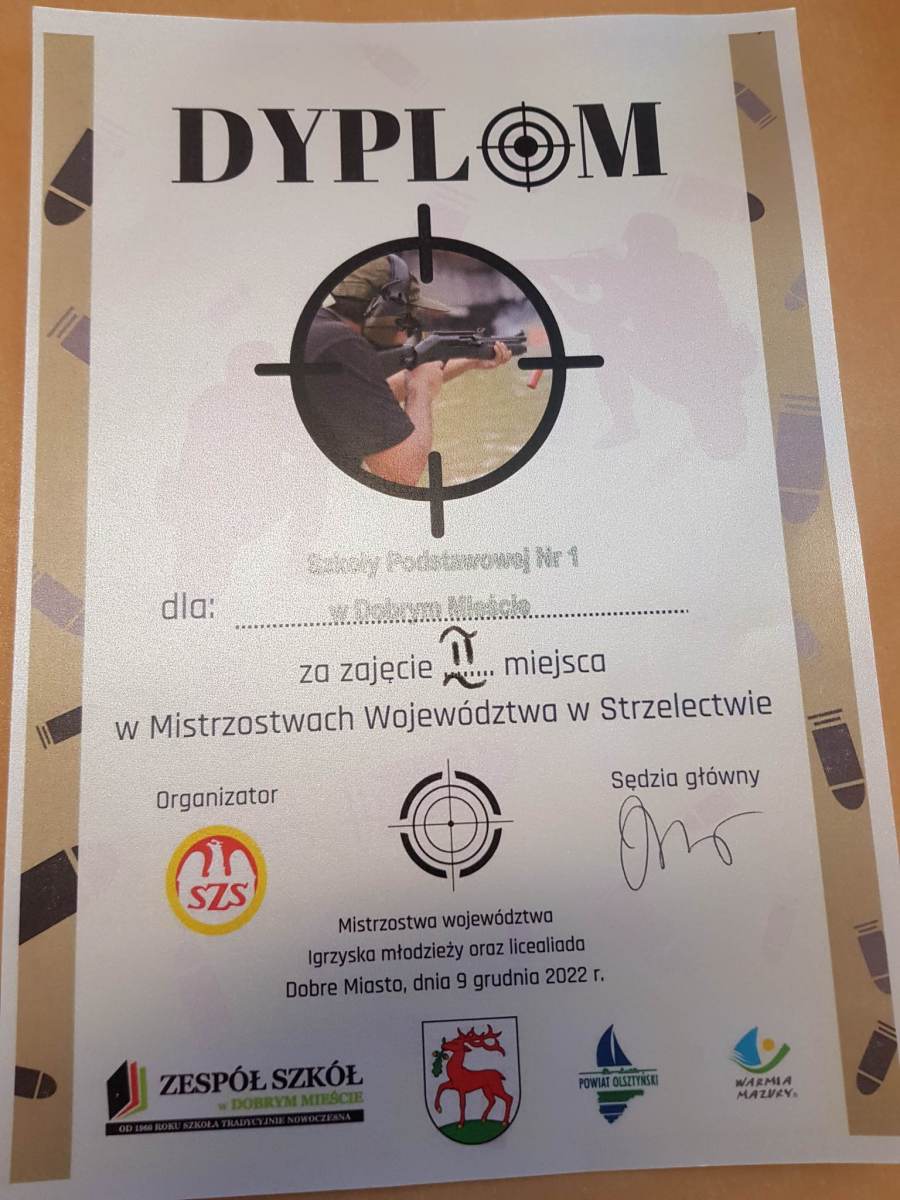 DYPLOM
Szkoły Podstawowej Nr 1
dla: w Dobrym Mieście
za zajęcie II miejsca
w Mistrzostwach Województwa w Strzelectwie
Organizator
Sędzia główny
SZS
Mistrzostwa województwa
Igrzyska młodzieży oraz licealiada
Dobre Miasto, dnia 9 grudnia 2022 r.
ZESPÓŁ SZKÓŁ
w DOBRYM MIEŚCIE
OD 1960 ROKU SZKOŁA TRADYCYJNIE NOWOCZESNA
POWIAT OLSZTYŃSKI
WARMIA
MAZURY